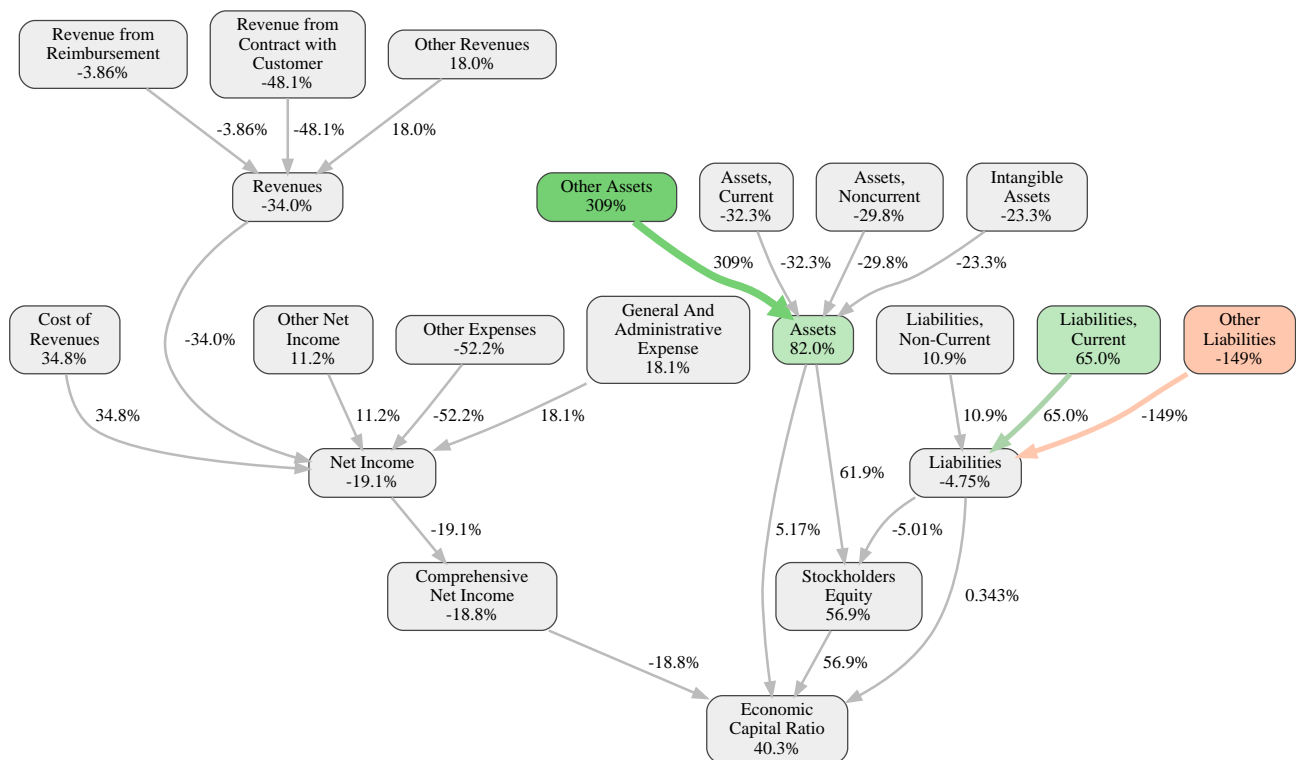 Revenue from
Reimbursement
-3.86%
Revenue from
Contract with
Customer
-48.1%
Other Revenues
18.0%
-3.86%
-48.1%
18.0%
Revenues
-34.0%
Other Assets
309%
Assets,
Current
-32.3%
Assets,
Noncurrent
-29.8%
Intangible
Assets
-23.3%
309%
-32.3%
-29.8%
-23.3%
Cost of
Revenues
34.8%
-34.0%
Other Net
Income
11.2%
Other Expenses
-52.2%
General And
Administrative
Expense
18.1%
Assets
82.0%
Liabilities,
Non-Current
10.9%
Liabilities,
Current
65.0%
Other
Liabilities
-149%
34.8%
11.2%
-52.2%
18.1%
10.9%
65.0%
-149%
Net Income
-19.1%
61.9%
Liabilities
-4.75%
-19.1%
5.17%
-5.01%
Comprehensive
Net Income
-18.8%
Stockholders
Equity
56.9%
0.343%
-18.8%
56.9%
Economic
Capital Ratio
40.3%